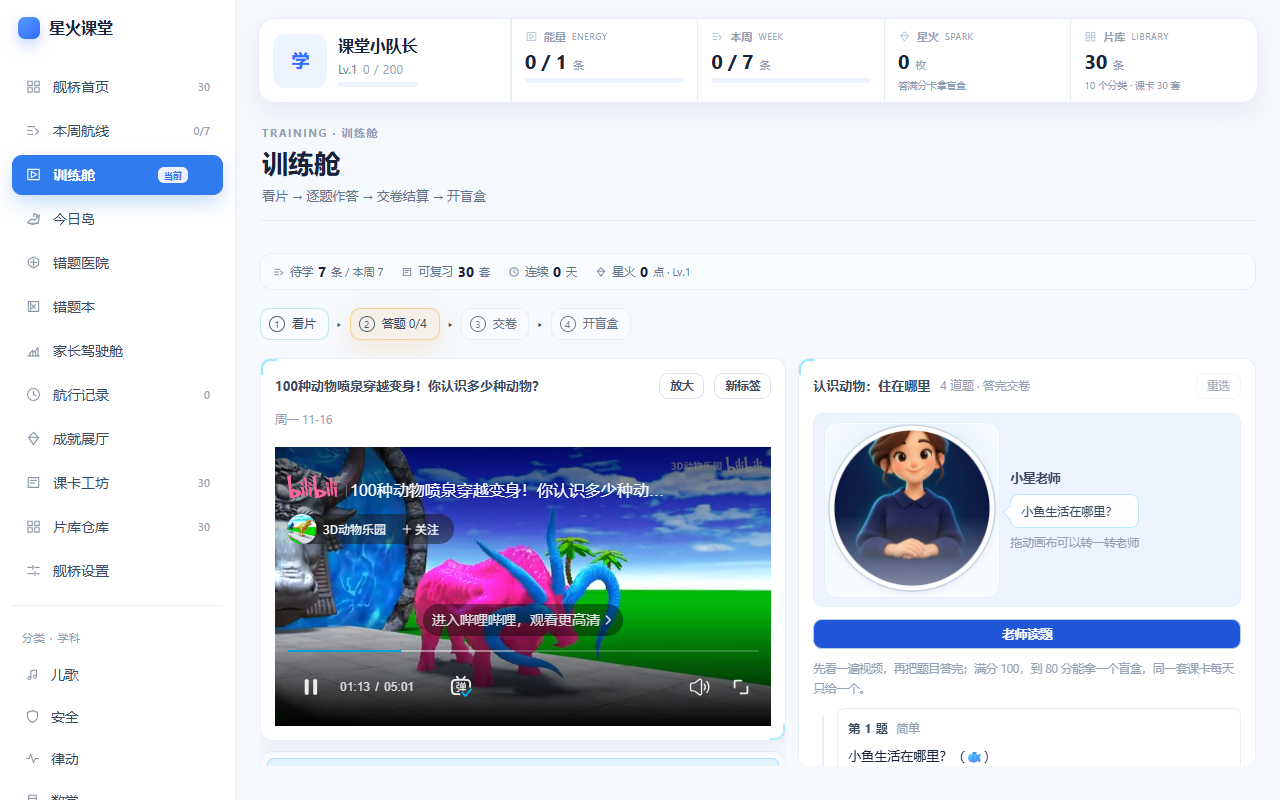 星火课堂
舰桥首页 30
本周航线 0/7
训练舱 当前
今日岛
错题医院
错题本
家长驾驶舱
航行记录 0
成就展厅
课卡工坊 30
片库仓库 30
舰桥设置
分类 · 学科
儿歌
安全
律动
数学
学
课堂小队长
Lv.1 0 / 200
能量 ENERGY
0 / 1 条
本周 WEEK
0 / 7 条
星火 SPARK
0 枚
答满分卡拿盲盒
片库 LIBRARY
30 条
10 个分类 · 课卡 30 套
TRAINING · 训练舱
训练舱
看片 → 逐题作答 → 交卷结算 → 开盲盒
待学 7 条 / 本周 7 可复习 30 套 连续 0 天 星火 0 点 · Lv.1
1 看片 ▸ 2 答题 0/4 ▸ 3 交卷 ▸ 4 开盲盒
100种动物喷泉穿越变身！你认识多少种动物？ 放大 新标签
周一 11-16
3D动物乐园 bilibili
bilibili 100种动物喷泉穿越变身！你认识多少种动...
3D动物乐园 + 关注
进入哔哩哔哩，观看更高清 >
01:13 / 05:01 弹
认识动物：住在哪里 4 道题 · 答完交卷 重选
小星老师
小鱼生活在哪里？
拖动画布可以转一转老师
老师读题
先看一遍视频，再把题目答完；满分 100，到 80 分能拿一个盲盒，同一套课卡每天
只给一个。
第 1 题 简单
小鱼生活在哪里？（🐟）